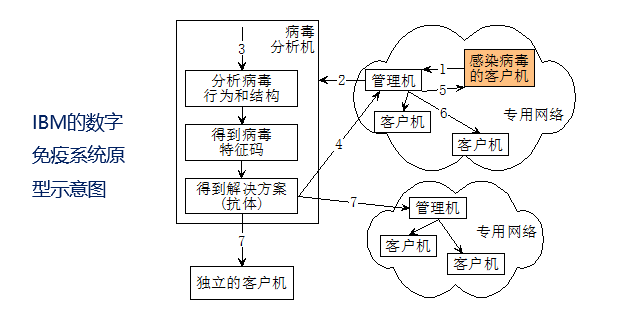 IBM的数字
免疫系统原
型示意图
病毒
分析机
3
分析病毒
行为和结构
得到病毒
特征码
得到解决方案
(抗体)
7
独立的客户机
2
4
7
管理机
1
5
感染病毒
的客户机
专用网络
客户机
6
客户机
管理机
专用网络
客户机
客户机